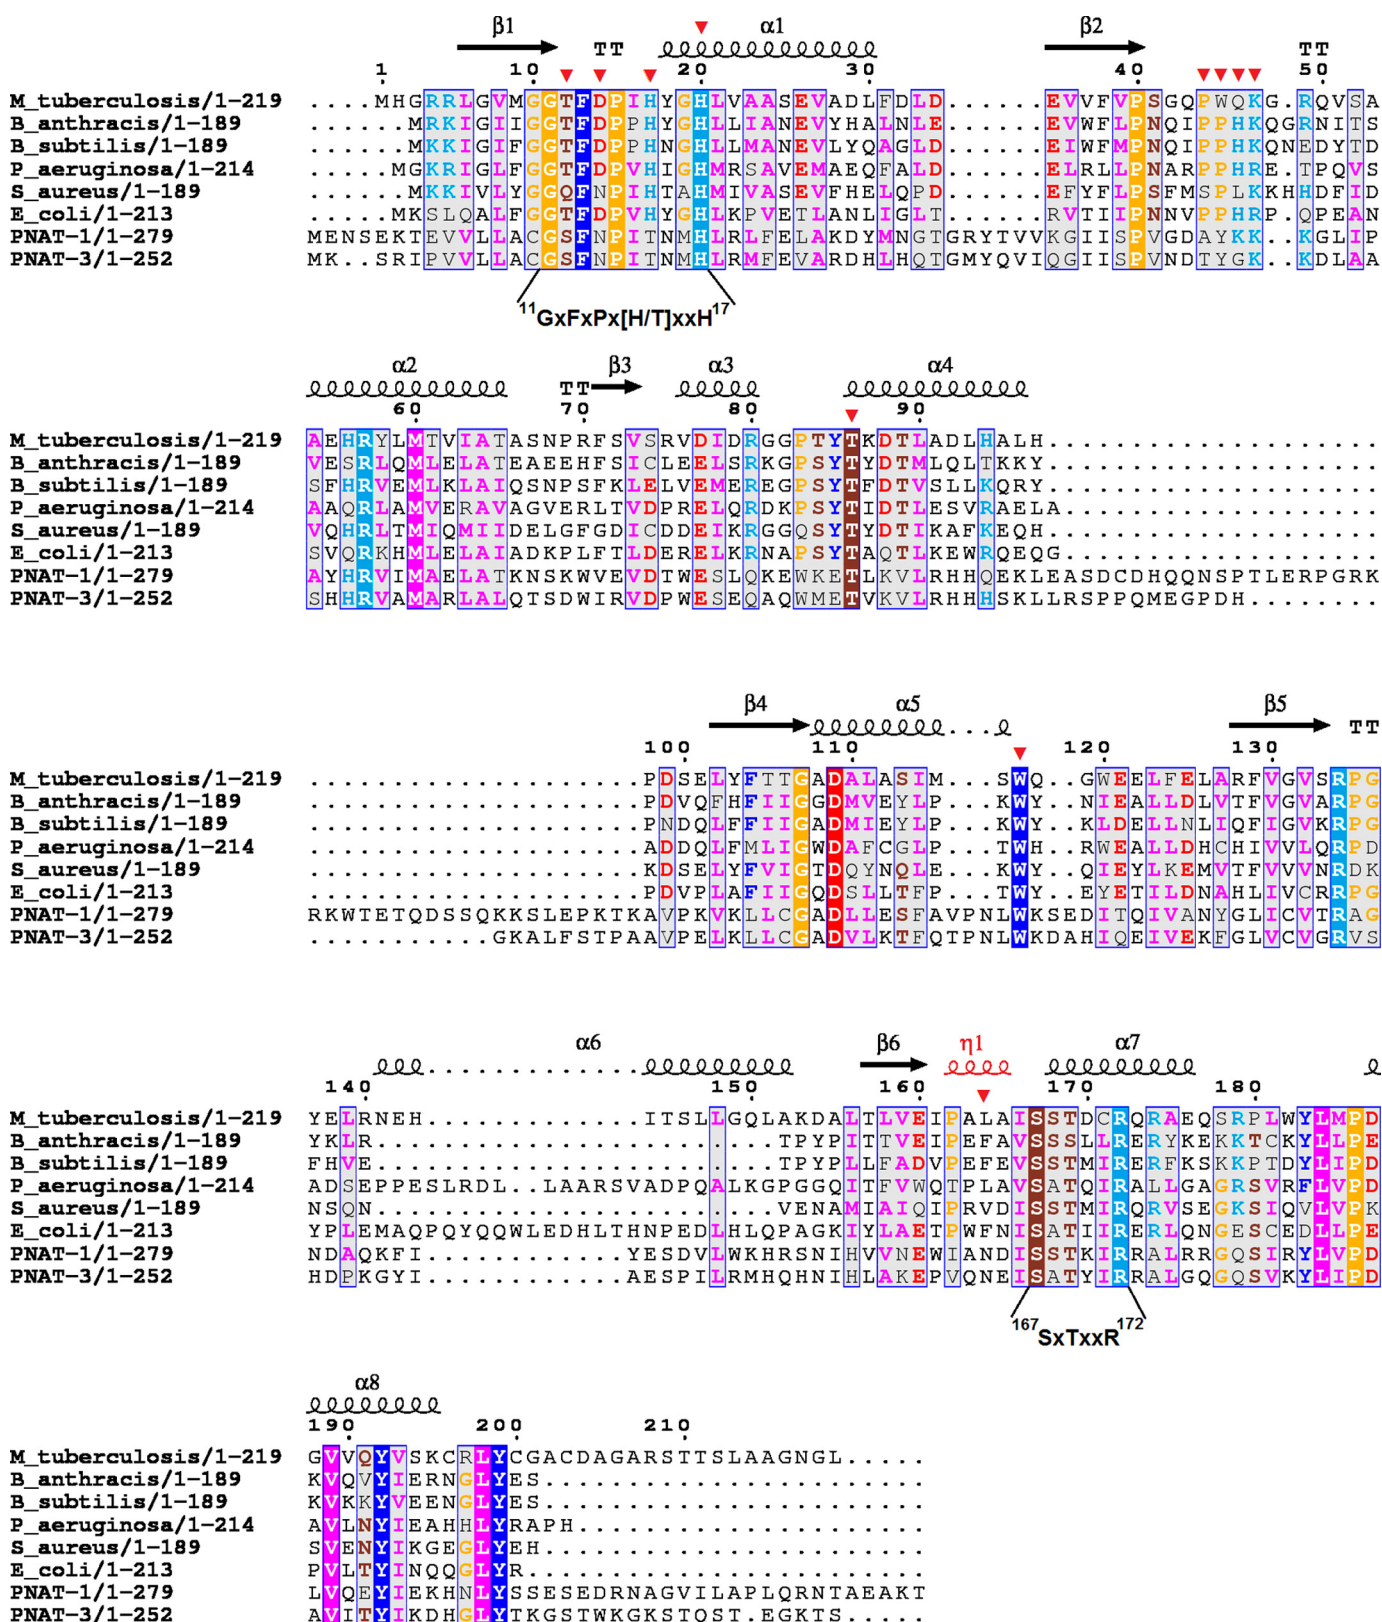 β1 TT α1 β2 TT
1 10 20 30 40 50
M_tuberculosis/1-219 ....MHGRRLGVMGGTFDPIHYGHLVAASEVADLFDLD......EVVFVPSGQPWQKG.RQVSA
B_anthracis/1-189 ......MRKIGIIGGTFDPPHYGHLLIANEVYHALNLE......EVWFLPNQIPPHKQGRNITS
B_subtilis/1-189 ......MKKIGIFGGTFDPPHNGHLLMANEVLYQAGLD......EIWFMPNQIPPHKQNEDYTD
P_aeruginosa/1-214 .....MGKRIGLFGGTFDPVHIGHMRSAVEMAEQFALD......ELRLLPNARPPHRE.TPQVS
S_aureus/1-189 ......MKKIVLYGGQFNPIHTAHMIVASEVFHELQPD......EFYFLPSFMSPLKKHHDFID
E_coli/1-213 .....MKSLQALFGGTFDPVHYGHLKPVETLANLIGLT......RVTIIPNNVPPHRP.QPEAN
PNAT-1/1-279 MENSEKTEVVLLACGSFNPITNMHLRLFELAKDYMNGTGRYTVVKGIISPVGDAYKK..KGLIP
PNAT-3/1-252 MK..SRIPVVLLACGSFNPITNMHLRMFEVARDHLHQTGMYQVIQGIISPVNDTYGK..KDLAA
11GxFxPx[H/T]xxH17
α2 TT β3 α3 α4
60 70 80 90
M_tuberculosis/1-219 AEHRYLMTVIATASNPRFSVSRVDIDRGGPTYTKDTLADLHALH....................
B_anthracis/1-189 VESRLQMLELATEAEEHFSICLEELSRKGPSYTYDTMLQLTKKY....................
B_subtilis/1-189 SFHRVEMLKLAIQSNPSFKLELVEMEREGPSYTFDTVSLLKQRY....................
P_aeruginosa/1-214 AAQRLAMVERAVAGVERLTVDPRELQRDKPSYTIDTLESVRAELA...................
S_aureus/1-189 VQHRLTMIQMIIDELGFGDICDDEIKRGGQSYTYDTIKAFKEQH....................
E_coli/1-213 SVQRKHMLELAIADKPLFTLDERELKRNAPSYTAQTLKEWRQEQG...................
PNAT-1/1-279 AYHRVIMAELATKNSKWVEVDTWESLQKEWKETLKVLRHHQEKLEASDCDHQQNSPTLERPGRK
PNAT-3/1-252 SHHRVAMARLALQTSDWIRVDPWESEQAQWMETVKVLRHHHSKLLRSPPQMEGPDH........
β4 α5 β5 TT
100 110 120 130
M_tuberculosis/1-219 ....................PDSELYFTTGADALASIM...SWQ..GWEELFELARFVGVSRPG
B_anthracis/1-189 ....................PDVQFHFIIGGDMVEYLP...KWY..NIEALLDLVTFVGVARPG
B_subtilis/1-189 ....................PNDQLFFIIGADMIEYLP...KWY..KLDELLNLIQFIGVKRPG
P_aeruginosa/1-214 ....................ADDQLFMLIGWDAFCGLP...TWH..RWEALLDHCHIVVLQRPD
S_aureus/1-189 ....................KDSELYFVIGTDQYNQLE...KWY..QIEYLKEMVTFVVVNRDK
E_coli/1-213 ....................PDVPLAFIIGQDSLLTFP...TWY..EYETILDNAHLIVCRRPG
PNAT-1/1-279 RKWTETQDSSQKKSLEPKTKAVPKVKLLCGADLLESFAVPNLWKSEDITQIVANYGLICVTRAG
PNAT-3/1-252 ...........GKALFSTPAAVPELKLLCGADVLKTFQTPNLWKDAHIQEIVEKFGLVCVGRVS
α6 β6 η1 α7
140 150 160 170 180
M_tuberculosis/1-219 YELRNEH.............ITSLLGQLAKDALTLVEIPALAISSTDCRQRAEQSRPLWYLMPD
B_anthracis/1-189 YKLR........................TPYPITTVEIPEFAVSSSLLRERYKEKKTCKYLLPE
B_subtilis/1-189 FHVE........................TPYPLLFADVPEFEVSSTMIRERFKSKKPTDYLIPD
P_aeruginosa/1-214 ADSEPPESLRDL..LAARSVADPQALKGPGGQITFVWQTPLAVSATQIRALLGAGRSVRFLVPD
S_aureus/1-189 NSQN........................VENAMIAIQIPRVDISSTMIRQRVSEGKSIQVLVPK
E_coli/1-213 YPLEMAQPQYQQWLEDHLTHNPEDLHLQPAGKIYLAETPWFNISATIIRERLQNGESCEDLLPE
PNAT-1/1-279 NDAQKFI............YESDVLWKHRSNIHVVNEWIANDISSTKIRRALRRGQSIRYLVPD
PNAT-3/1-252 HDPKGYI............AESPILRMHQHNIHLAKEPVQNEISATYIRRALGQGQSVKYLIPD
167SxTxxR172
α8
190 200 210
M_tuberculosis/1-219 GVVQYVSKCRLYCGACDAGARSTTSLAAGNGL.....
B_anthracis/1-189 KVQVYIERNGLYES.......................
B_subtilis/1-189 KVKKYVEENGLYES.......................
P_aeruginosa/1-214 AVLNYIEAHHLYRAPH.....................
S_aureus/1-189 SVENYIKGEGLYEH.......................
E_coli/1-213 PVLTYINQQGLYR........................
PNAT-1/1-279 LVQEYIEKHNLYSSESEDRNAGVILAPLQRNTAEAKT
PNAT-3/1-252 AVITYIKDHGLYTKGSTWKGKSTQST.EGKTS.....